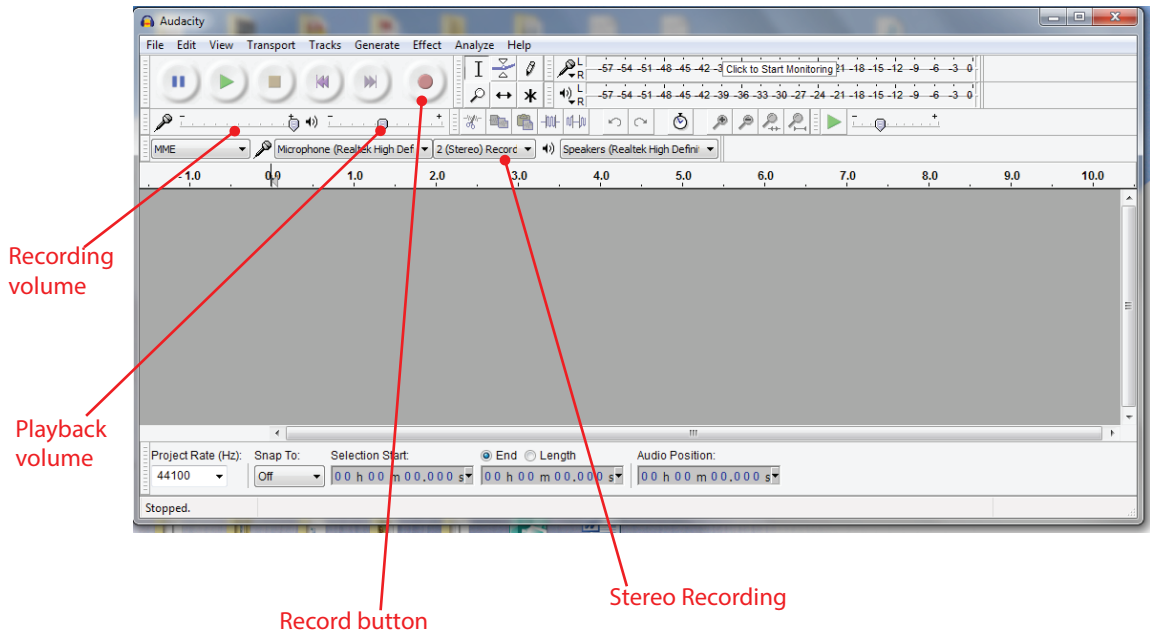 Audacity
File Edit View Transport Tracks Generate Effect Analyze Help
L
R
-57 -54 -51 -48 -45 -42 -3 Click to Start Monitoring 21 -18 -15 -12 -9 -6 -3 0
L
R
-57 -54 -51 -48 -45 -42 -39 -36 -33 -30 -27 -24 -21 -18 -15 -12 -9 -6 -3 0
- + - + - +
MME Microphone (Realtek High Def 2 (Stereo) Record Speakers (Realtek High Defini
- 1.0 0.0 1.0 2.0 3.0 4.0 5.0 6.0 7.0 8.0 9.0 10.0
Recording
volume
Playback
volume
Project Rate (Hz): Snap To: Selection Start: End Length Audio Position:
44100 Off 00 h 00 m 00,000 s 00 h 00 m 00,000 s 00 h 00 m 00,000 s
Stopped.
Stereo Recording
Record button